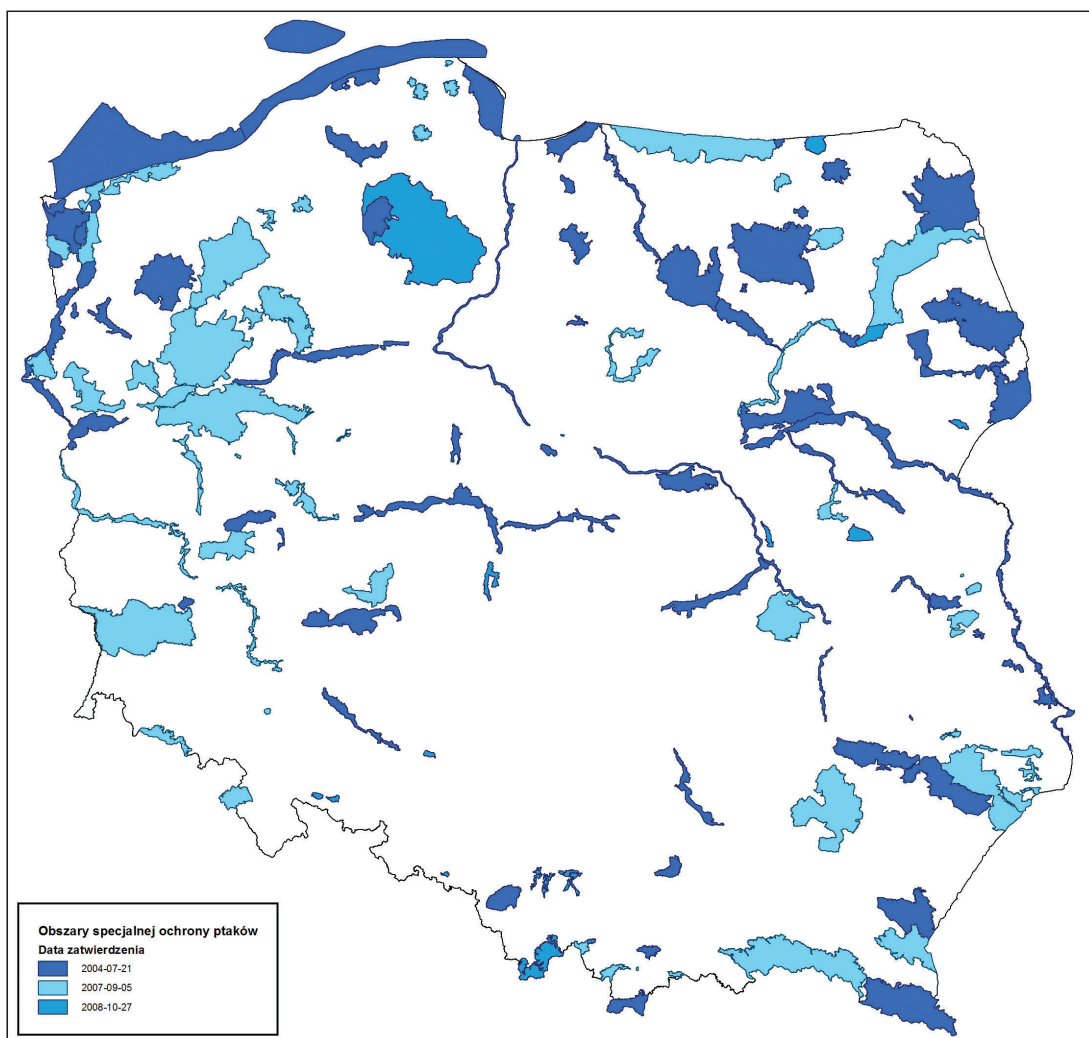 Obszary specjalnej ochrony ptaków
Data zatwierdzenia
2004-07-21
2007-09-05
2008-10-27